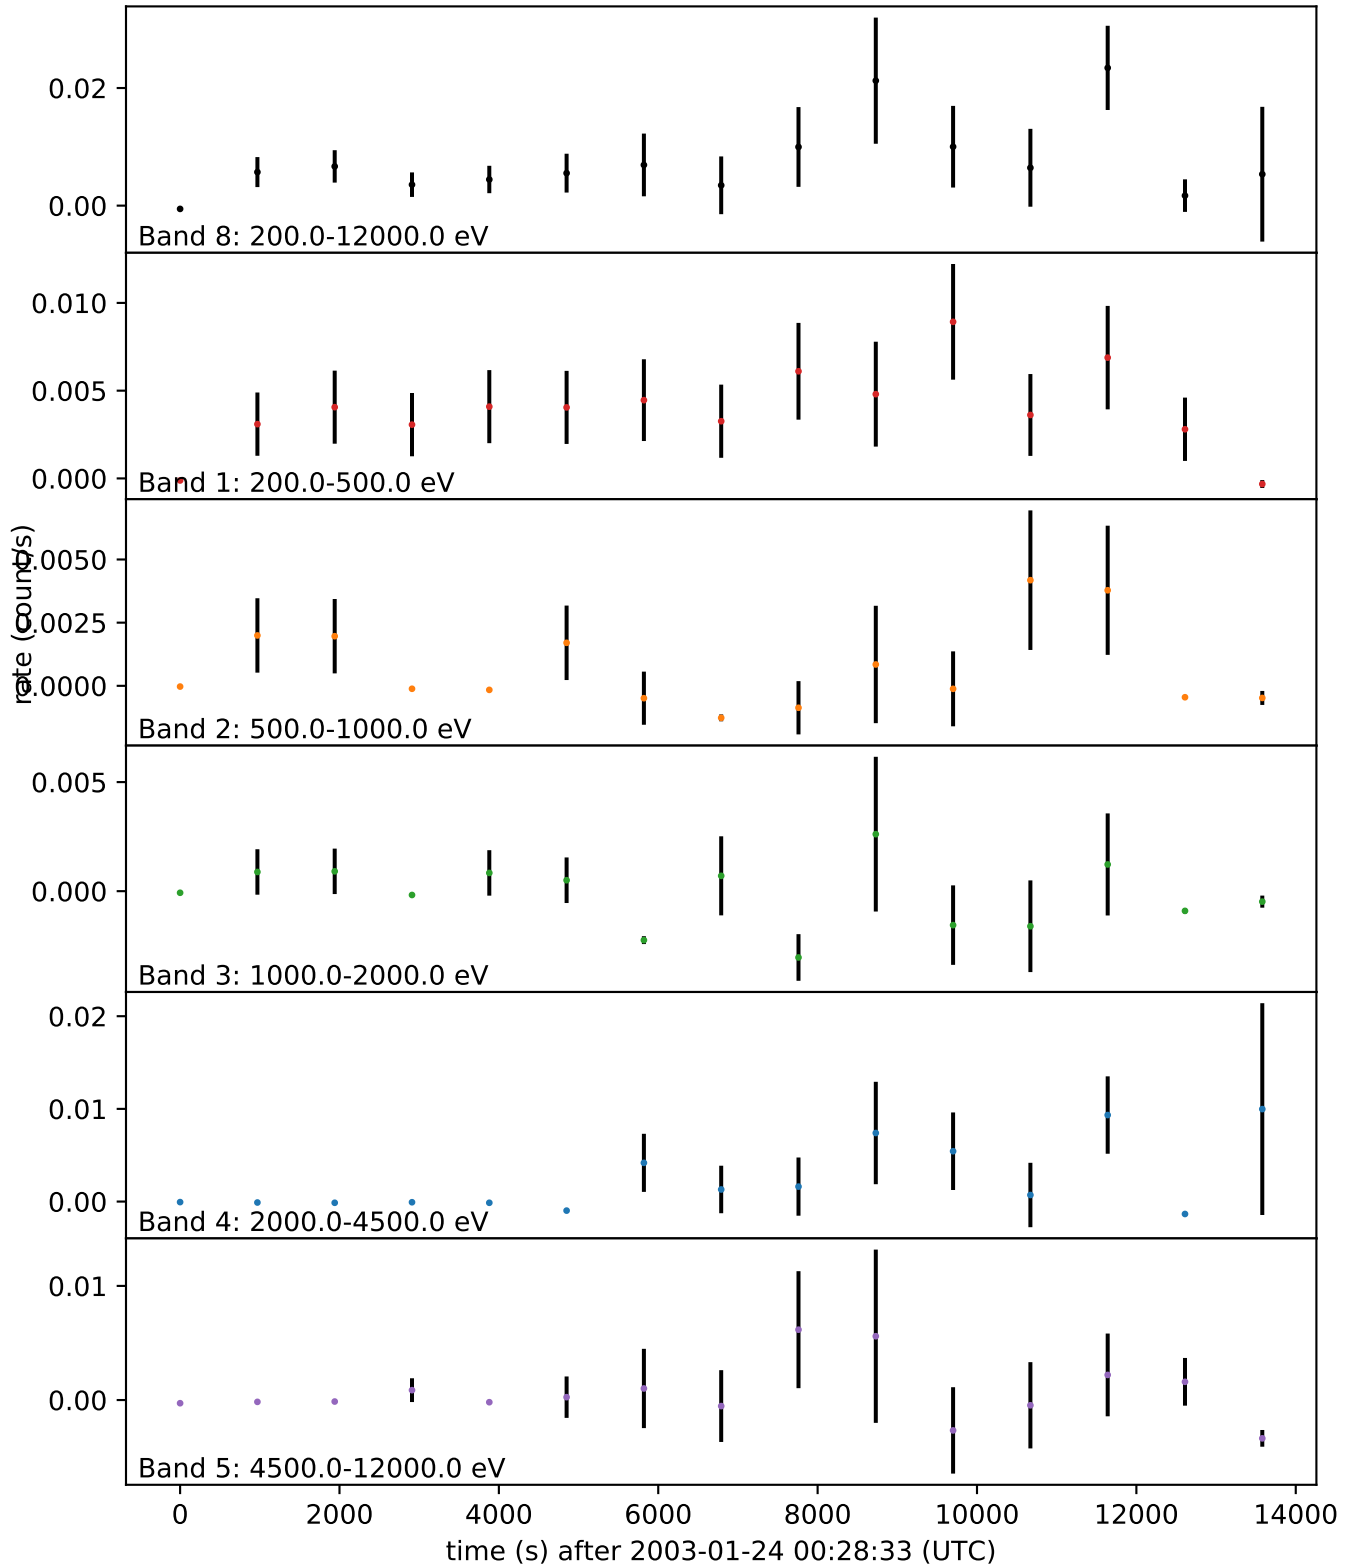 0.02
0.00
Band 8: 200.0-12000.0 eV
0.010
0.005
0.000
Band 1: 200.0-500.0 eV
rate (count/s)
0.0050
0.0025
0.0000
Band 2: 500.0-1000.0 eV
0.005
0.000
Band 3: 1000.0-2000.0 eV
0.02
0.01
0.00
Band 4: 2000.0-4500.0 eV
0.01
0.00
Band 5: 4500.0-12000.0 eV
0 2000 4000 6000 8000 10000 12000 14000
time (s) after 2003-01-24 00:28:33 (UTC)